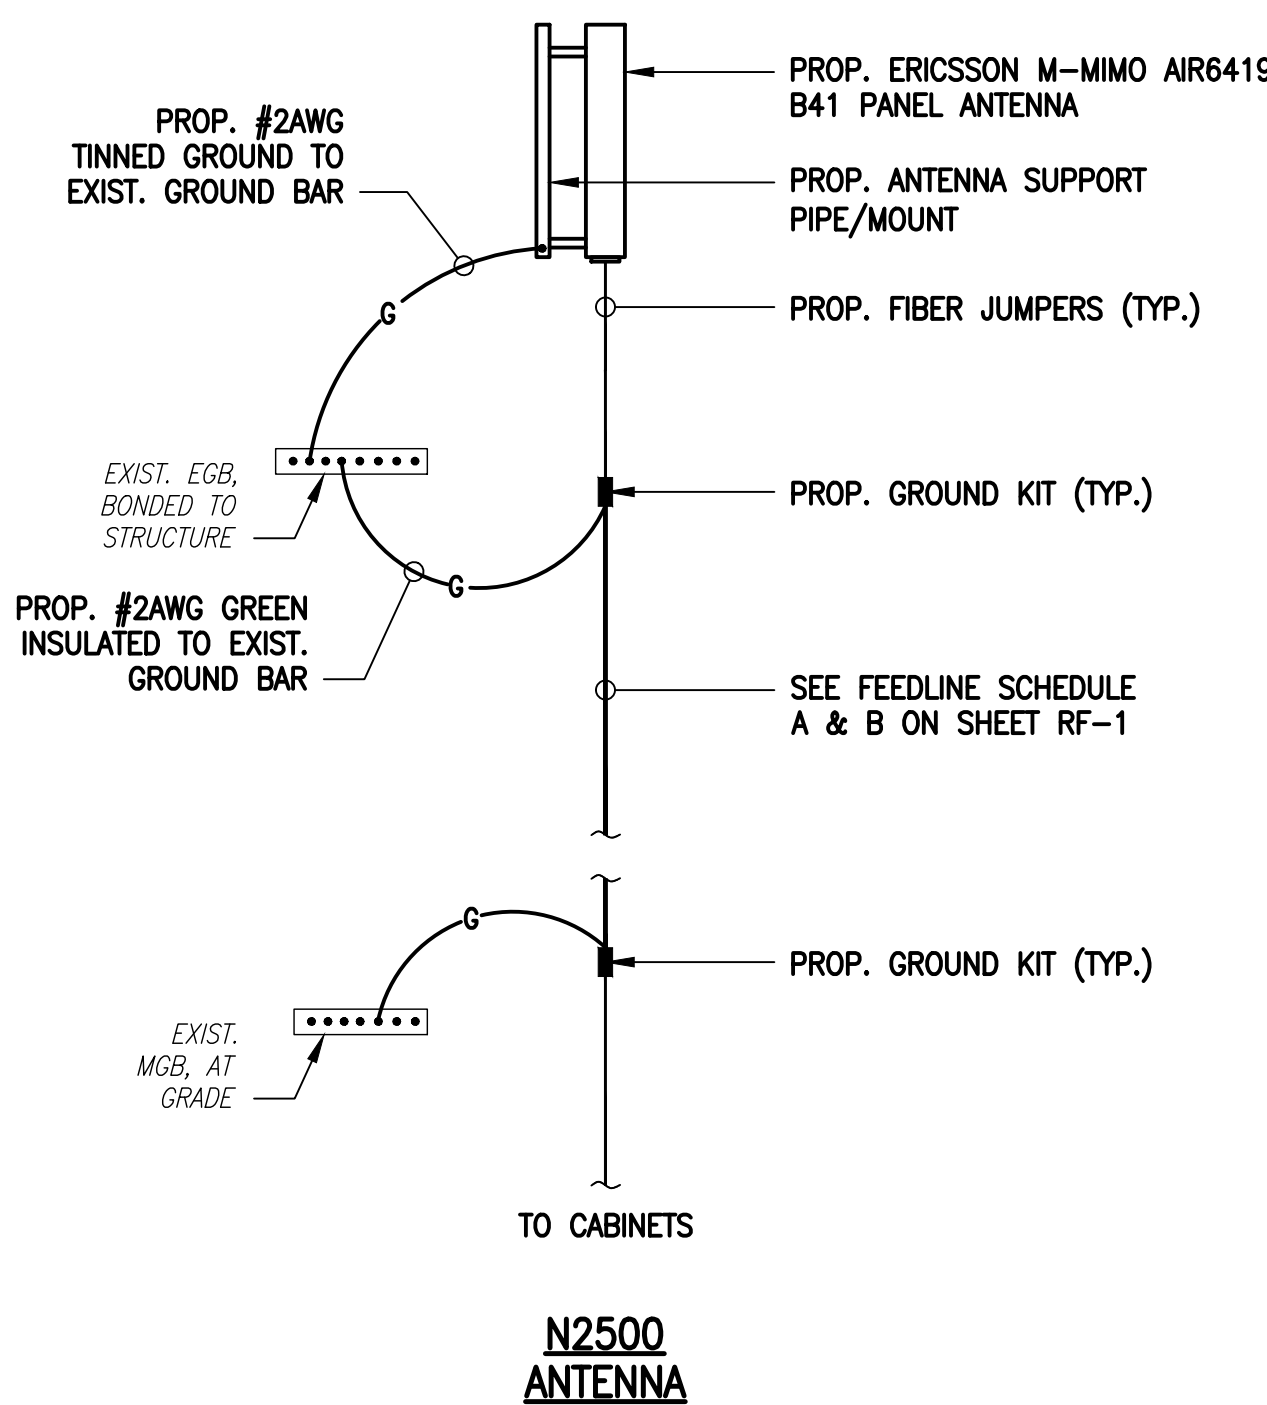 PROP. ERICSSON M-MIMO AIR6419
B41 PANEL ANTENNA
PROP. #2AWG
TINNED GROUND TO
EXIST. GROUND BAR
PROP. ANTENNA SUPPORT
PIPE/MOUNT
G
PROP. FIBER JUMPERS (TYP.)
EXIST. EGB,
BONDED TO
STRUCTURE
PROP. GROUND KIT (TYP.)
G
PROP. #2AWG GREEN
INSULATED TO EXIST.
GROUND BAR
SEE FEEDLINE SCHEDULE
A & B ON SHEET RF-1
G
PROP. GROUND KIT (TYP.)
EXIST.
MGB, AT
GRADE
TO CABINETS
N2500
ANTENNA